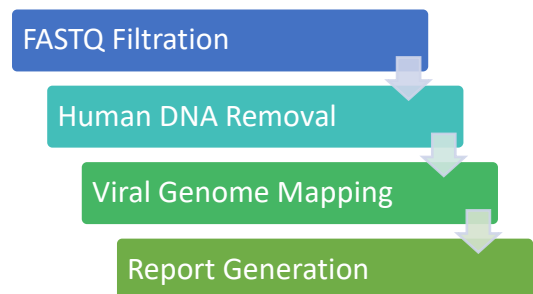 FASTQ Filtration
Human DNA Removal
Viral Genome Mapping
Report Generation